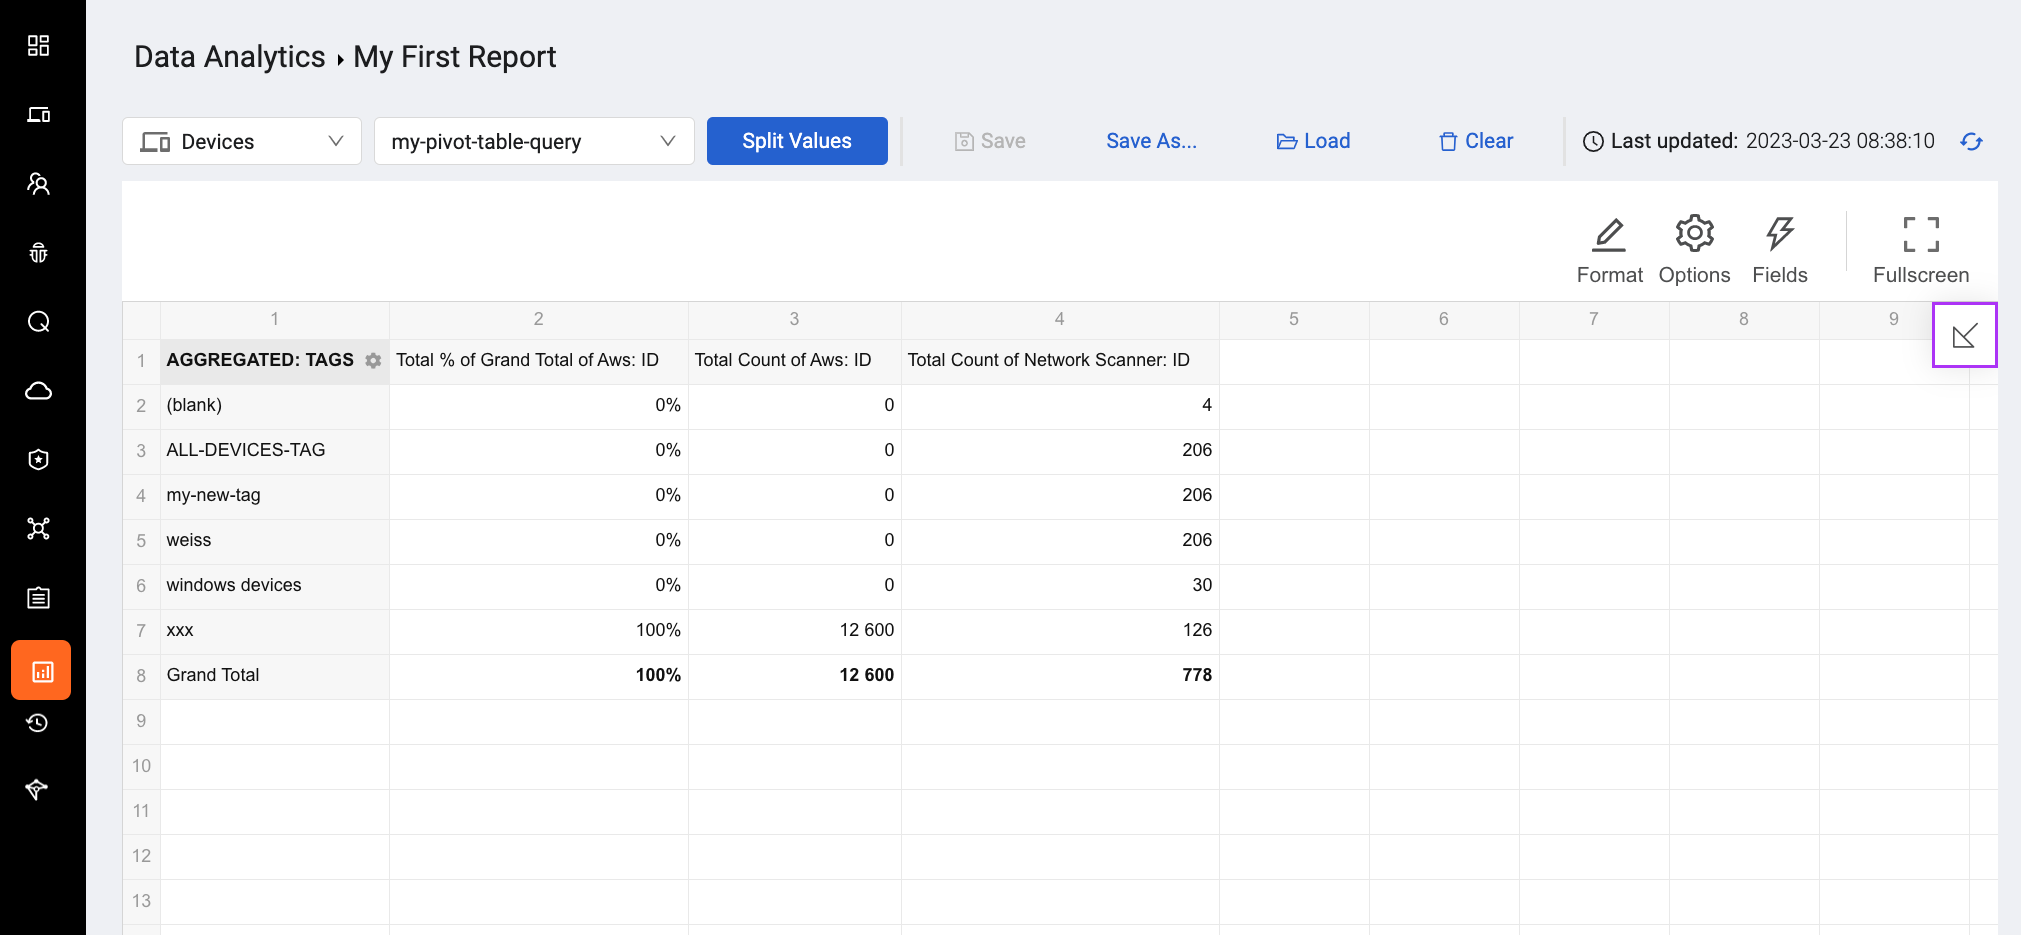 Data Analytics ▸ My First Report
Devices my-pivot-table-query Split Values Save Save As... Load Clear Last updated: 2023-03-23 08:38:10
Format Options Fields Fullscreen
1 2 3 4 5 6 7 8 9
1 AGGREGATED: TAGS Total % of Grand Total of Aws: ID Total Count of Aws: ID Total Count of Network Scanner: ID
2 (blank) 0% 0 4
3 ALL-DEVICES-TAG 0% 0 206
4 my-new-tag 0% 0 206
5 weiss 0% 0 206
6 windows devices 0% 0 30
7 xxx 100% 12 600 126
8 Grand Total 100% 12 600 778
9
10
11
12
13